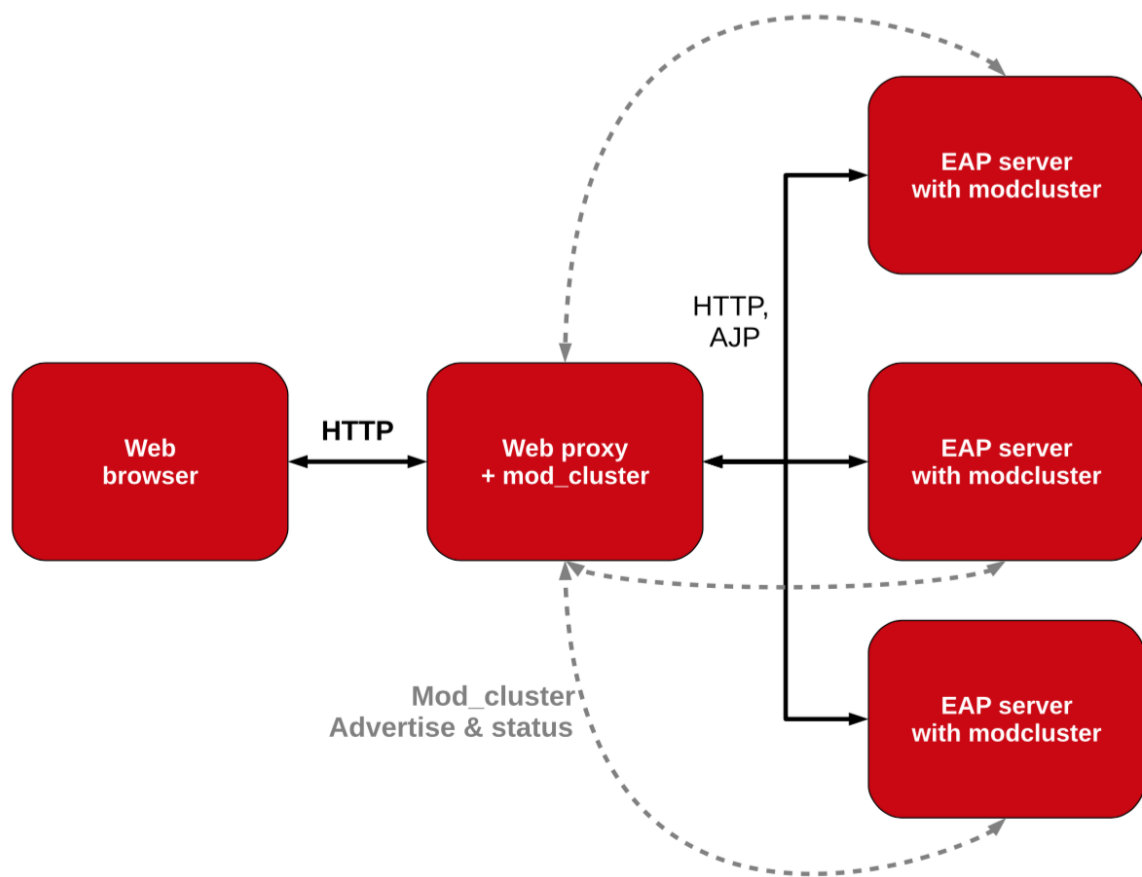 EAP server
with modcluster
HTTP,
AJP
Web
browser
HTTP
Web proxy
+ mod_cluster
EAP server
with modcluster
Mod_cluster
Advertise & status
EAP server
with modcluster